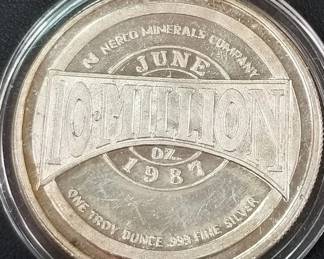 N NERCO MINERALS COMPANY
JUNE
10 MILLION
OZ.
1987
ONE TROY OUNCE .999 FINE SILVER